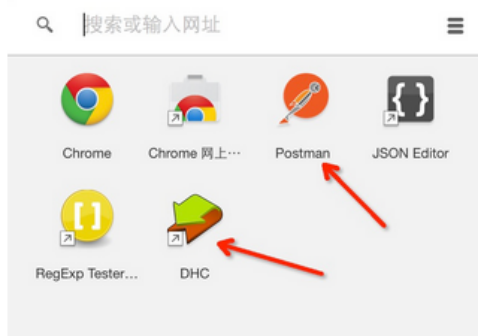 搜索或输入网址
Chrome
Chrome 网上…
Postman
JSON Editor
RegExp Tester...
DHC